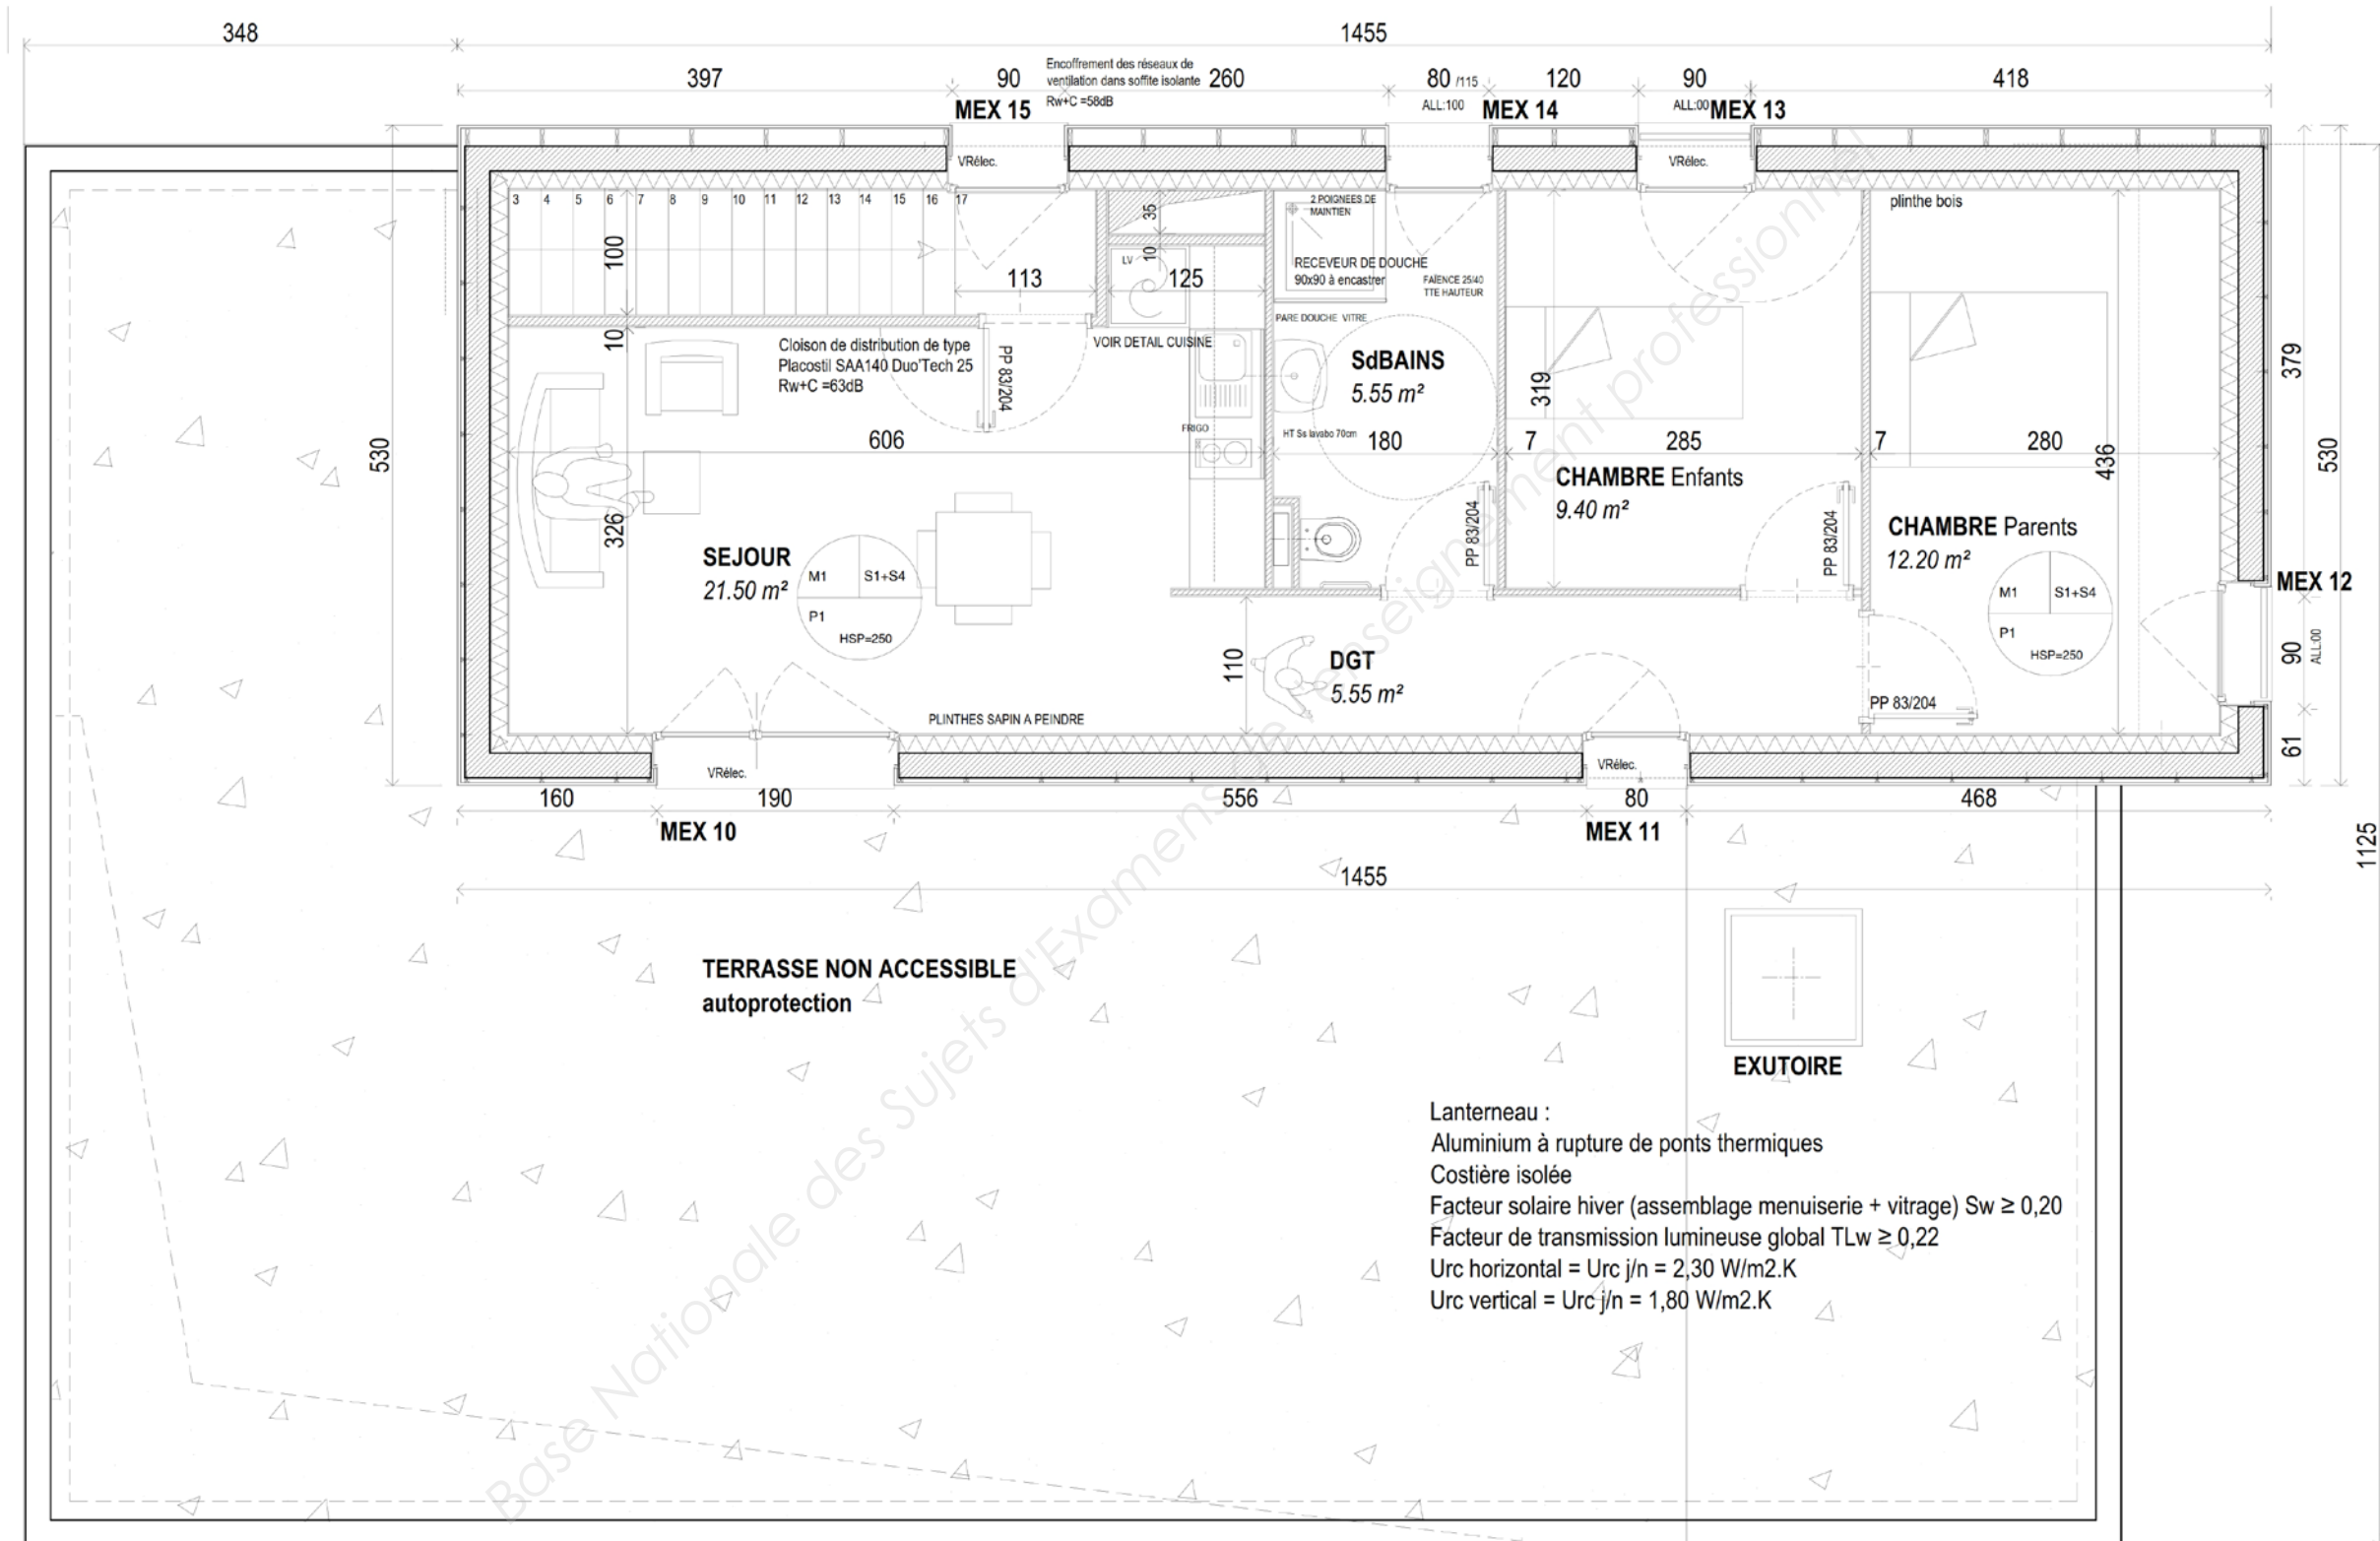 348
1455
397
90
Encoffrement des réseaux de
ventilation dans soffite isolante
Rw+C =58dB
260
80 /115
ALL:100
120
90
ALL:00
418
MEX 15
MEX 14
MEX 13
VRélec.
VRélec.
3 4 5 6 7 8 9 10 11 12 13 14 15 16 17
100
35
10
LV
113
125
2 POIGNEES DE
MAINTIEN
RECEVEUR DE DOUCHE
90x90 à encastrer
FAÏENCE 25/40
TTE HAUTEUR
PARE DOUCHE VITRE
plinthe bois
10
Cloison de distribution de type
Placostil SAA140 Duo'Tech 25
Rw+C =63dB
PP 83/204
VOIR DETAIL CUISINE
SdBAINS
5.55 m²
319
379
530
606
FRIGO
HT Ss lavabo 70cm
180
7
285
7
280
436
530
CHAMBRE Enfants
9.40 m²
CHAMBRE Parents
12.20 m²
326
SEJOUR
21.50 m²
M1
S1+S4
P1
HSP=250
PP 83/204
PP 83/204
M1
S1+S4
P1
HSP=250
MEX 12
90
ALL:00
61
110
DGT
5.55 m²
PP 83/204
PLINTHES SAPIN A PEINDRE
VRélec.
VRélec.
160
190
556
80
468
MEX 10
MEX 11
1125
1455
TERRASSE NON ACCESSIBLE
autoprotection
EXUTOIRE
Lanterneau :
Aluminium à rupture de ponts thermiques
Costière isolée
Facteur solaire hiver (assemblage menuiserie + vitrage) Sw ≥ 0,20
Facteur de transmission lumineuse global TLw ≥ 0,22
Urc horizontal = Urc j/n = 2,30 W/m2.K
Urc vertical = Urc j/n = 1,80 W/m2.K
Base Nationale des Sujets d'Examens de l'enseignement professionnel